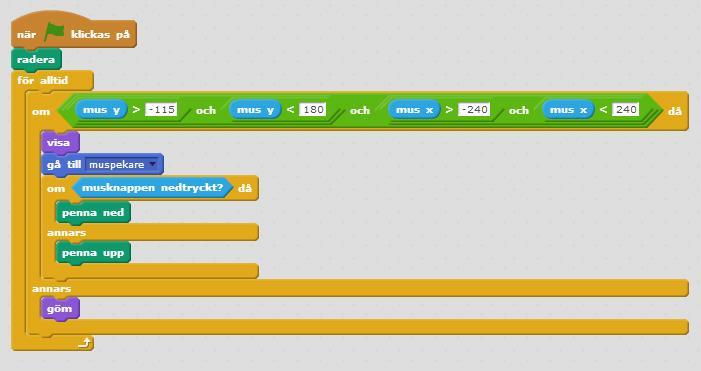 när klickas på
radera
för alltid
om mus y > -115 och mus y < 180 och mus x > -240 och mus x < 240 då
visa
gå till muspekare
om musknappen nedtryckt? då
penna ned
annars
penna upp
annars
göm